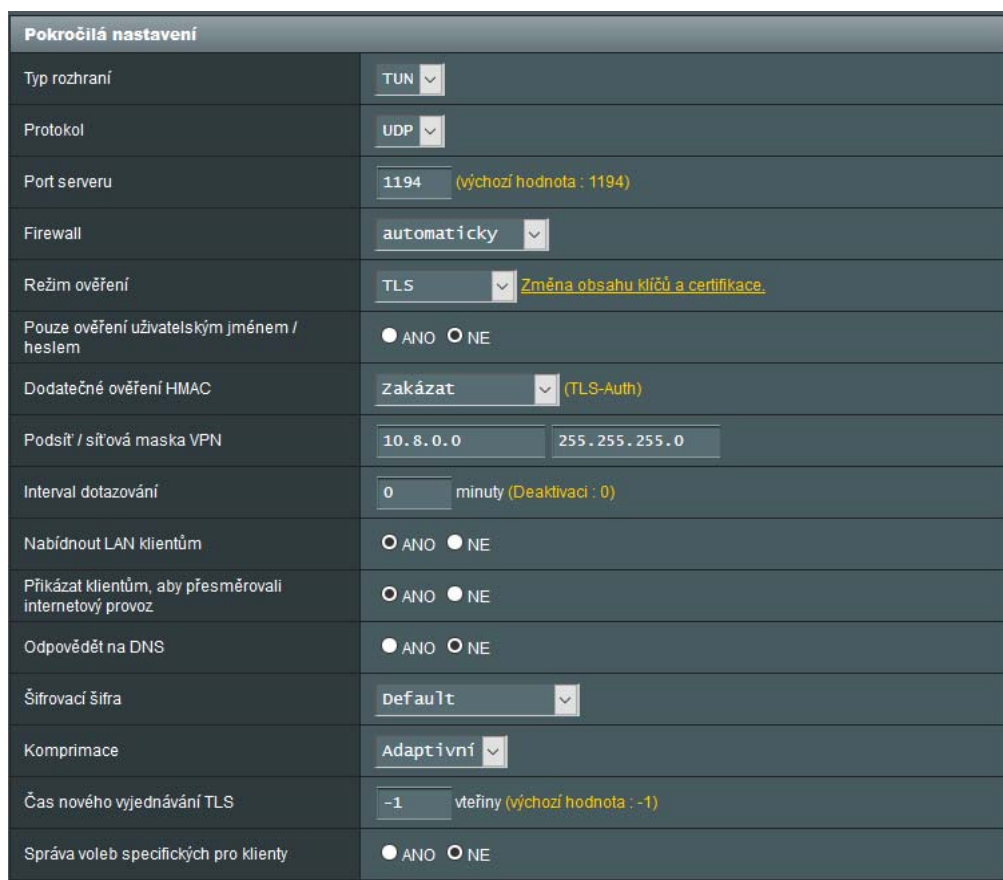 Pokročilá nastavení
Typ rozhraní TUN
Protokol UDP
Port serveru 1194 (výchozí hodnota : 1194)
Firewall automaticky
Režim ověření TLS Změna obsahu klíčů a certifikace.
Pouze ověření uživatelským jménem /
heslem ANO NE
Dodatečné ověření HMAC Zakázat (TLS-Auth)
Podsíť / síťová maska VPN 10.8.0.0 255.255.255.0
Interval dotazování 0 minuty (Deaktivaci : 0)
Nabídnout LAN klientům ANO NE
Přikázat klientům, aby přesměrovali
internetový provoz ANO NE
Odpovědět na DNS ANO NE
Šifrovací šifra Default
Komprimace Adaptivní
Čas nového vyjednávání TLS -1 vteřiny (výchozí hodnota : -1)
Správa voleb specifických pro klienty ANO NE